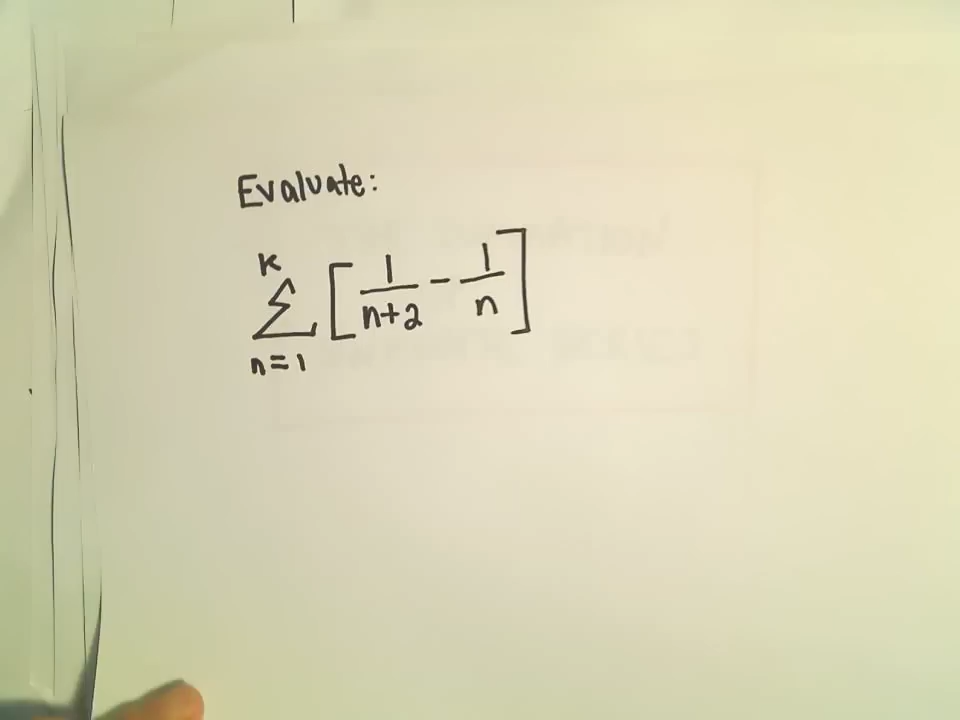 Evaluate:
K
∑ [ 1/(n+2) - 1/n ]
n=1